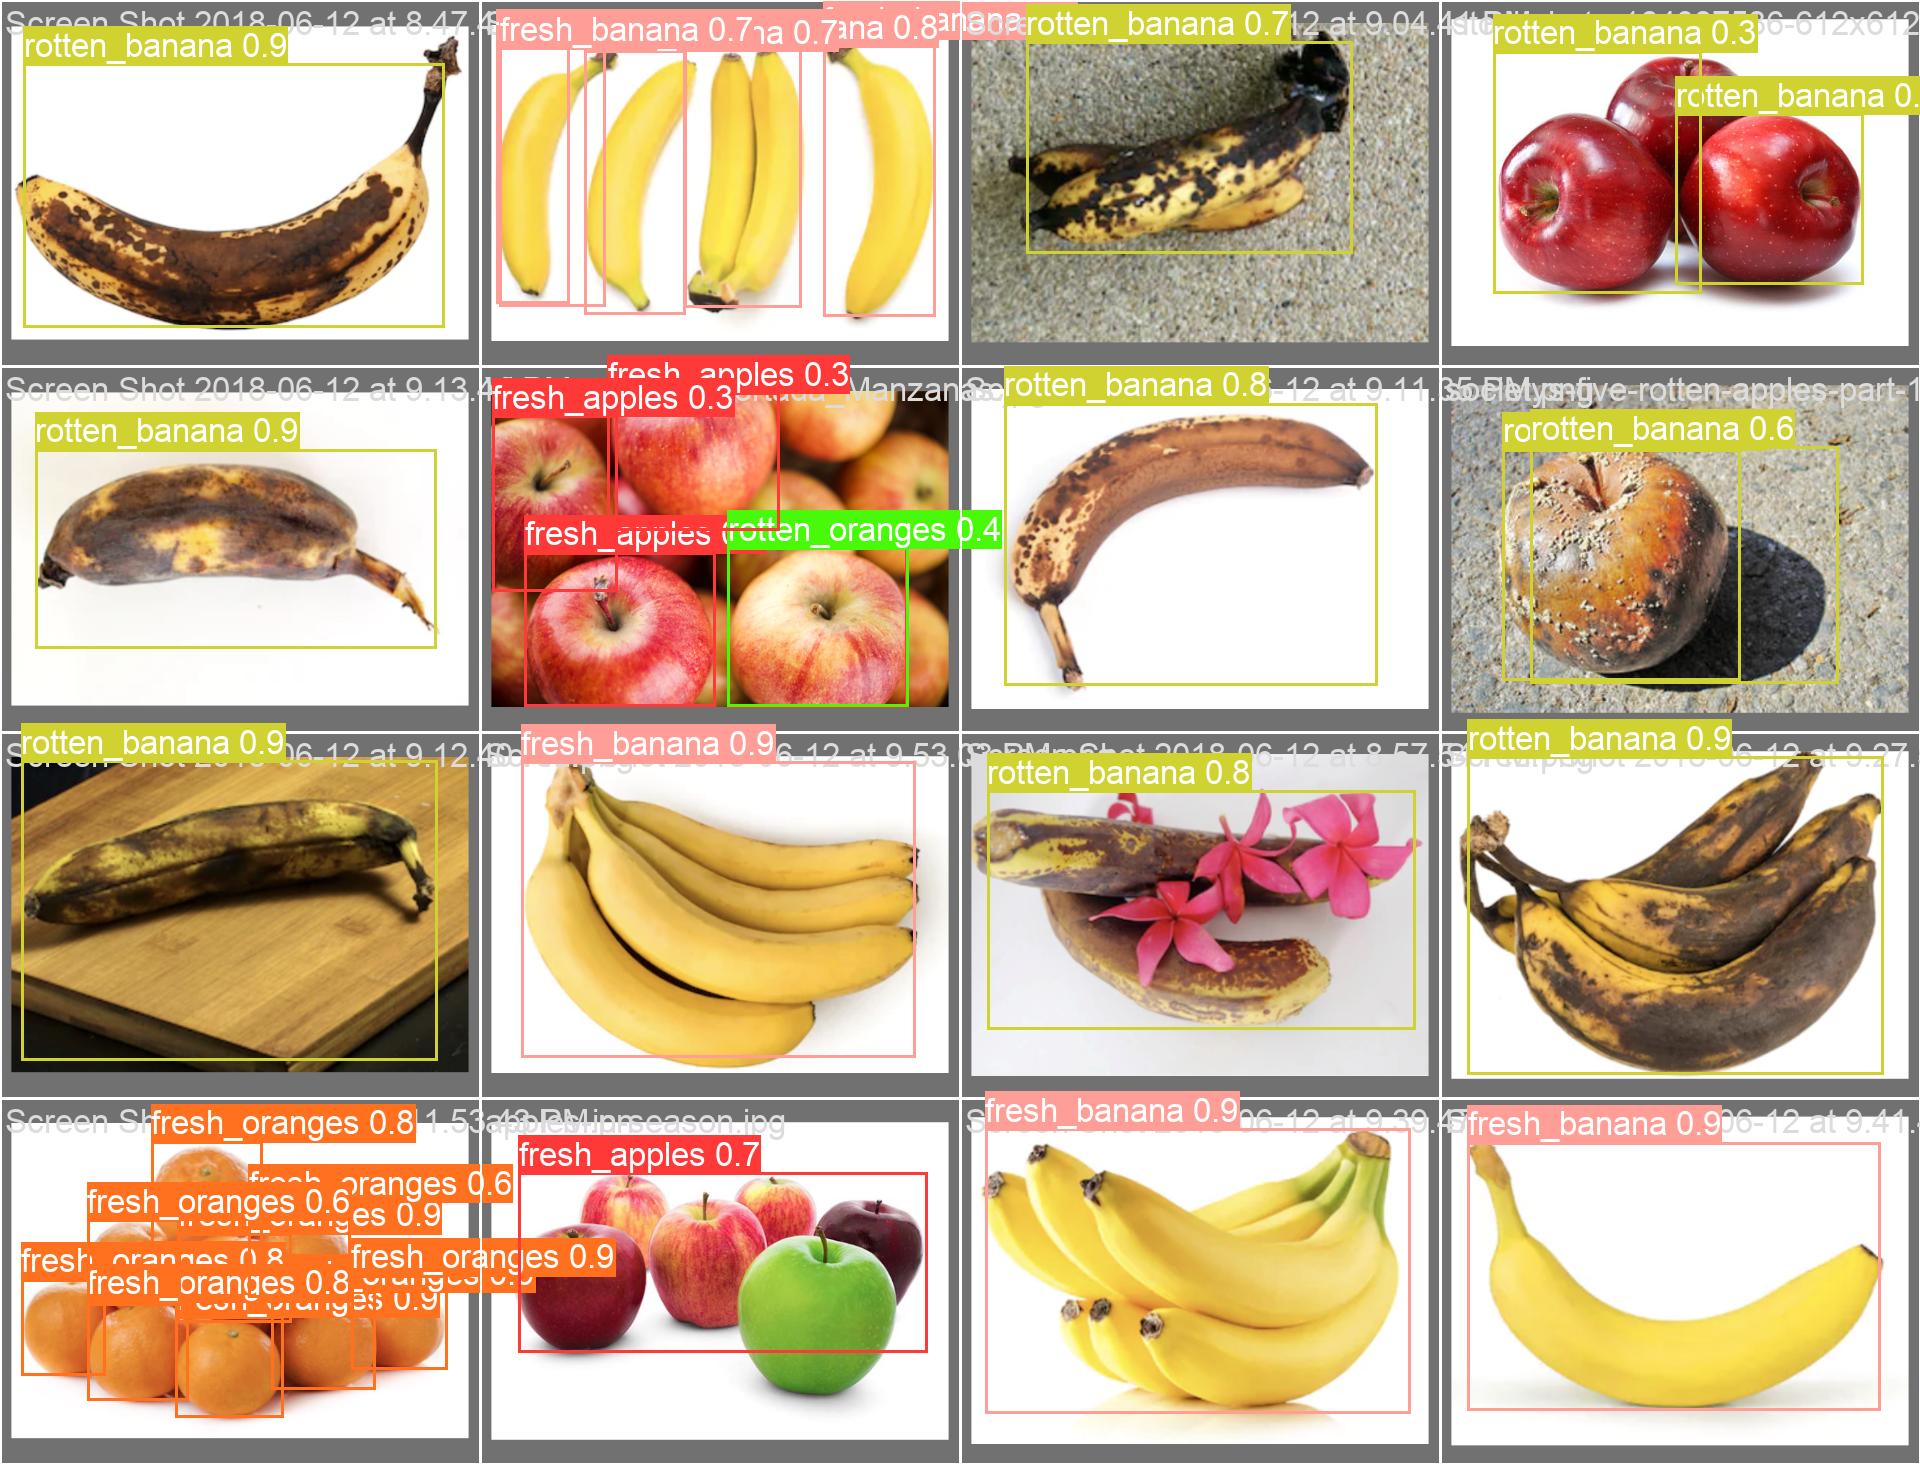 Screen Shot 2018-06-12 at 8.47.4
rotten_banana 0.9
fresh_banana 0.7
na 0.7
ana 0.8
rotten_banana 0.7
12 at 9.04.4
rotten_banana 0.3
6-612x612
rotten_banana 0.
Screen Shot 2018-06-12 at 9.13.4
rotten_banana 0.9
fresh_apples 0.3
fresh_apples 0.3
Manzanas
fresh_apples
rotten_oranges 0.4
rotten_banana 0.8
-12 at 9.11.
ve-rotten-apples-part-1
ro
rotten_banana 0.6
rotten_banana 0.9
06-12 at 9.12.4
fresh_banana 0.9
06-12 at 9.53.0
Shot 2018-06-12 at 8.57.
rotten_banana 0.8
rotten_banana 0.9
06-12 at 9.27.
Screen Sh
fresh_oranges 0.8
1.53
fresh_oranges 0.6
oranges 0.6
es 0.9
fresh_oranges 0.8
fresh_oranges 0.9
fresh_oranges 0.8
es 0.9
season.jpg
fresh_apples 0.7
fresh_banana 0.9
06-12 at 9.39.4
fresh_banana 0.9
06-12 at 9.41.